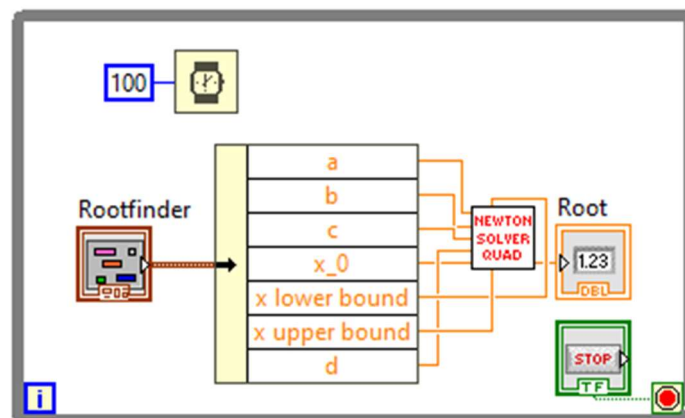 100
Rootfinder
a
b
c
x_0
x lower bound
x upper bound
d
NEWTON
SOLVER
QUAD
Root
1.23
DBL
STOP
TF
i